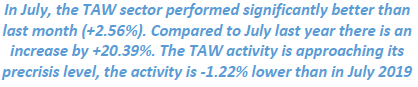 In July, the TAW sector performed significantly better than
last month (+2.56%). Compared to July last year there is an
increase by +20.39%. The TAW activity is approaching its
precrisis level, the activity is -1.22% lower than in July 2019